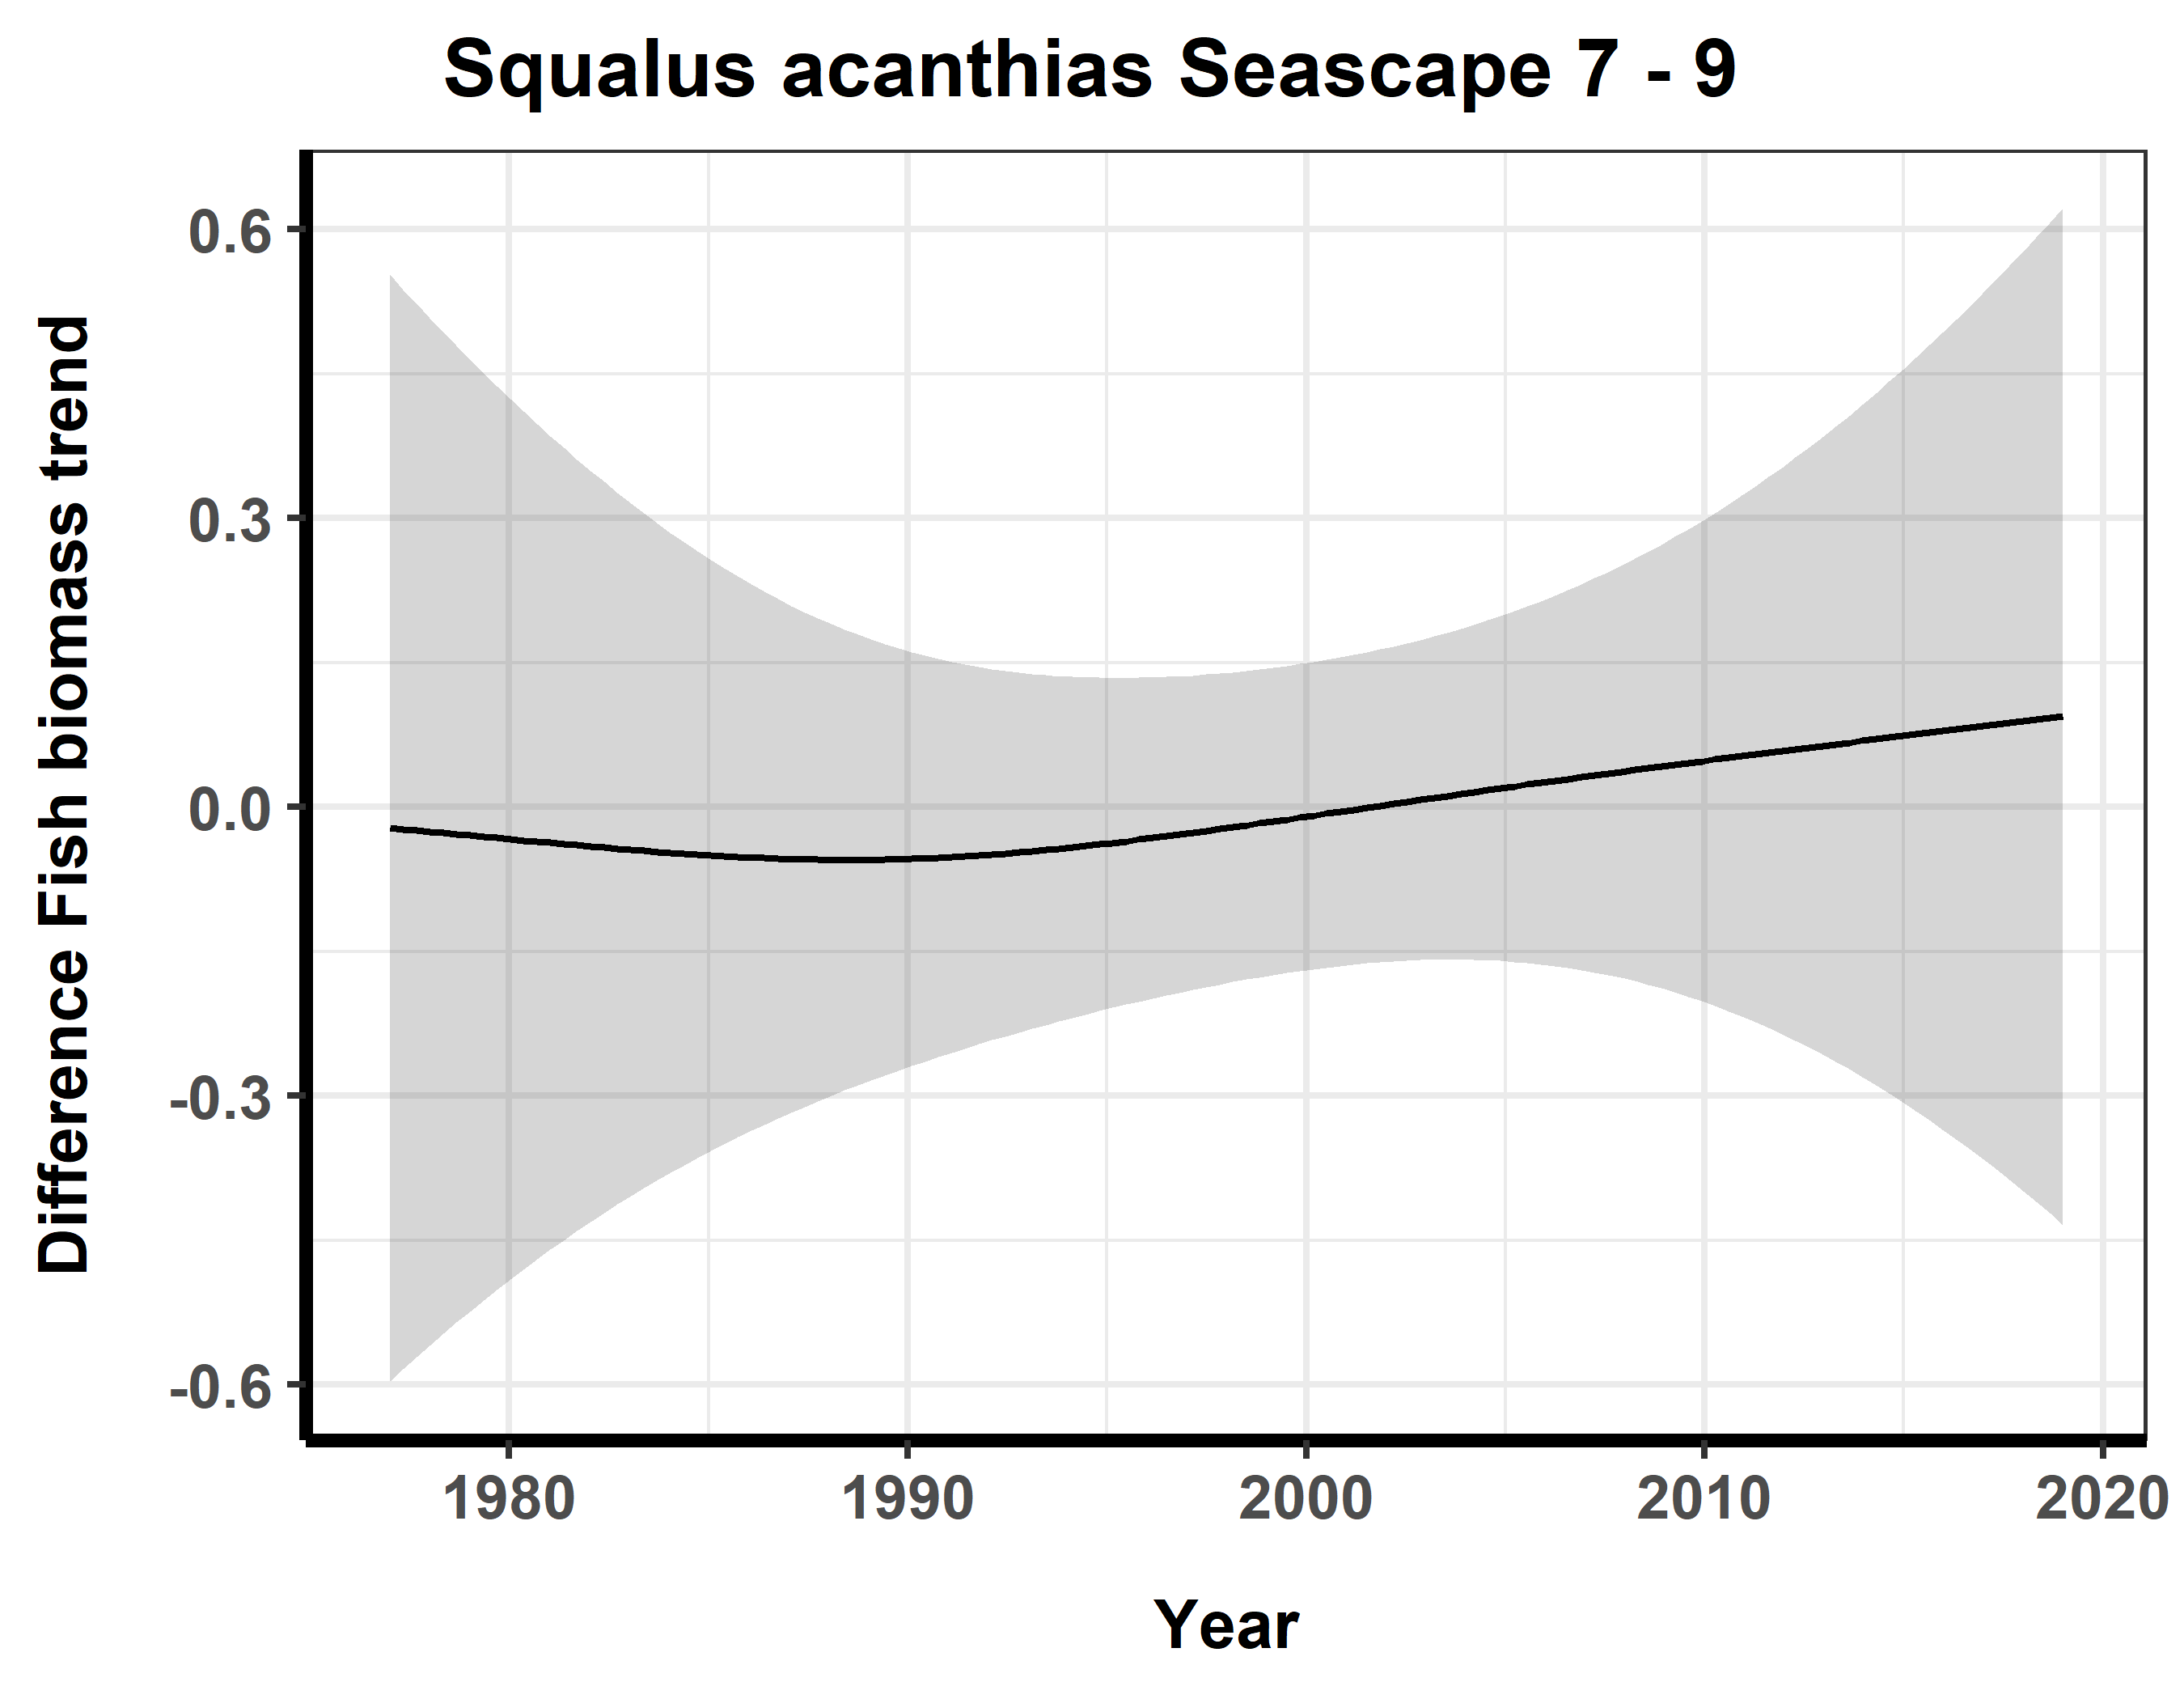 Squalus acanthias Seascape 7 - 9
Difference Fish biomass trend
0.6
0.3
0.0
-0.3
-0.6
1980 1990 2000 2010 2020
Year